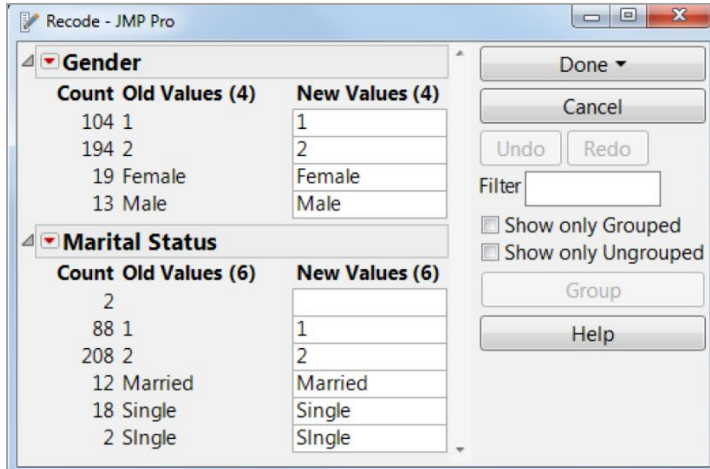 Recode - JMP Pro
Gender
Count Old Values (4) New Values (4)
104 1 1
194 2 2
19 Female Female
13 Male Male
Marital Status
Count Old Values (6) New Values (6)
2
88 1 1
208 2 2
12 Married Married
18 Single Single
2 SIngle SIngle
Done
Cancel
Undo Redo
Filter
Show only Grouped
Show only Ungrouped
Group
Help